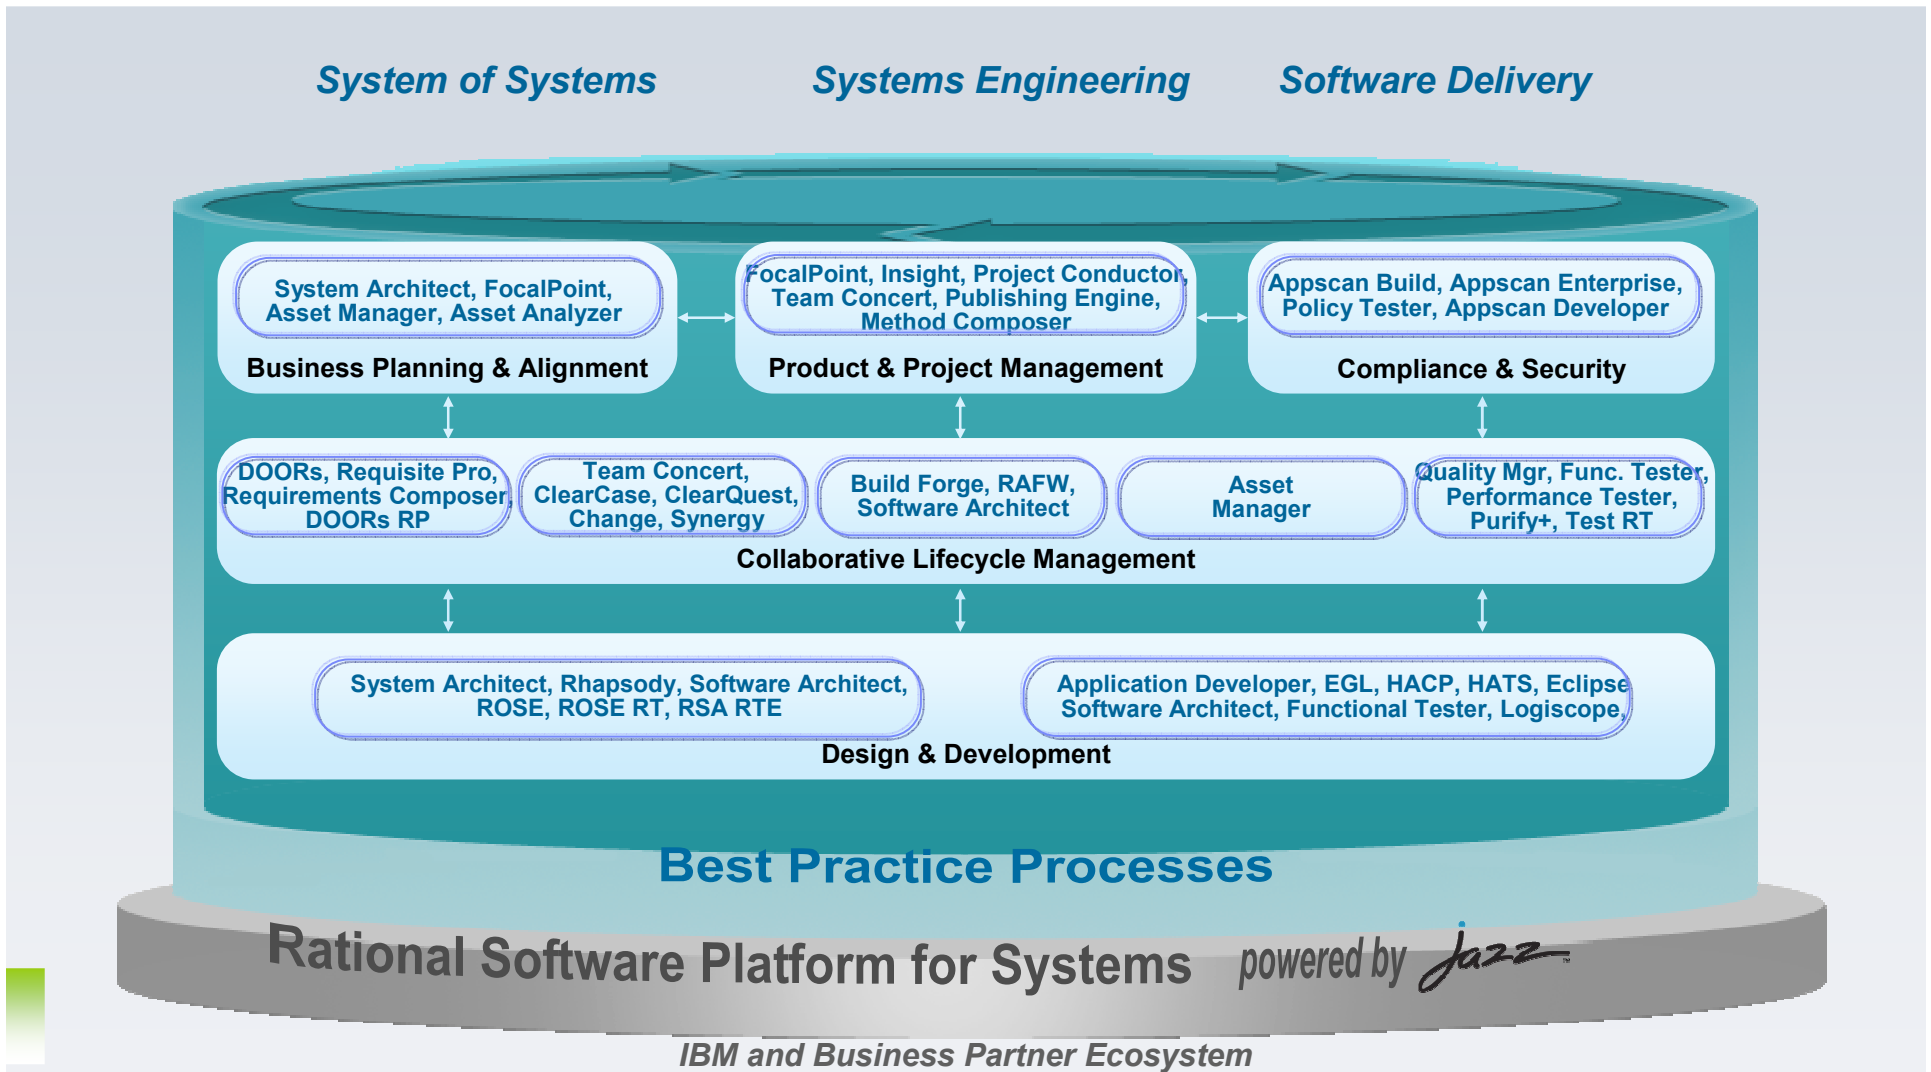 System of Systems
Systems Engineering
Software Delivery
System Architect, FocalPoint,
Asset Manager, Asset Analyzer
Business Planning & Alignment
FocalPoint, Insight, Project Conductor,
Team Concert, Publishing Engine,
Method Composer
Product & Project Management
Appscan Build, Appscan Enterprise,
Policy Tester, Appscan Developer
Compliance & Security
DOORs, Requisite Pro,
Requirements Composer,
DOORs RP
Team Concert,
ClearCase, ClearQuest,
Change, Synergy
Build Forge, RAFW,
Software Architect
Asset
Manager
Quality Mgr, Func. Tester,
Performance Tester,
Purify+, Test RT
Collaborative Lifecycle Management
System Architect, Rhapsody, Software Architect,
ROSE, ROSE RT, RSA RTE
Application Developer, EGL, HACP, HATS, Eclipse
Software Architect, Functional Tester, Logiscope,
Design & Development
Best Practice Processes
Rational Software Platform for Systems powered by Jazz™
IBM and Business Partner Ecosystem